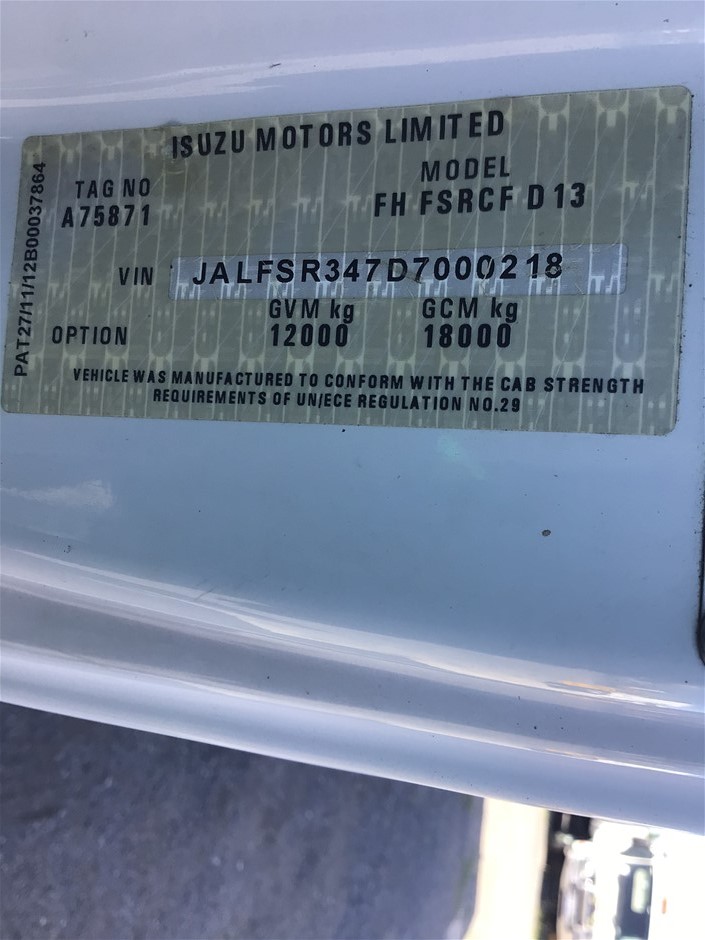 ISUZU MOTORS LIMITED
TAG NO
A75871
MODEL
FH FSRCF D13
VIN JALFSR347D7000218
GVM kg GCM kg
OPTION 12000 18000
VEHICLE WAS MANUFACTURED TO CONFORM WITH THE CAB STRENGTH
REQUIREMENTS OF UN/ECE REGULATION NO.29
PAT27/11/12B00037864